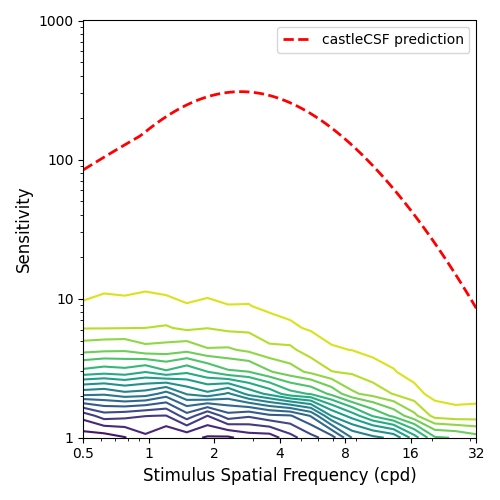 1000
castleCSF prediction
100
Sensitivity
10
1
0.5 1 2 4 8 16 32
Stimulus Spatial Frequency (cpd)